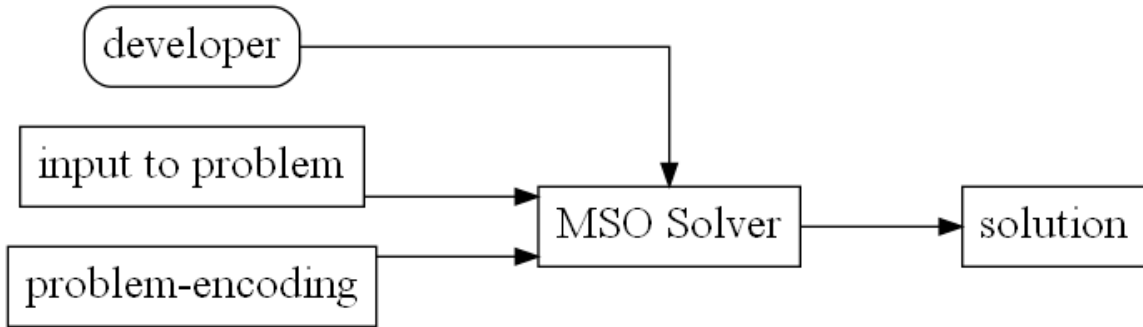 developer
input to problem
MSO Solver
solution
problem-encoding